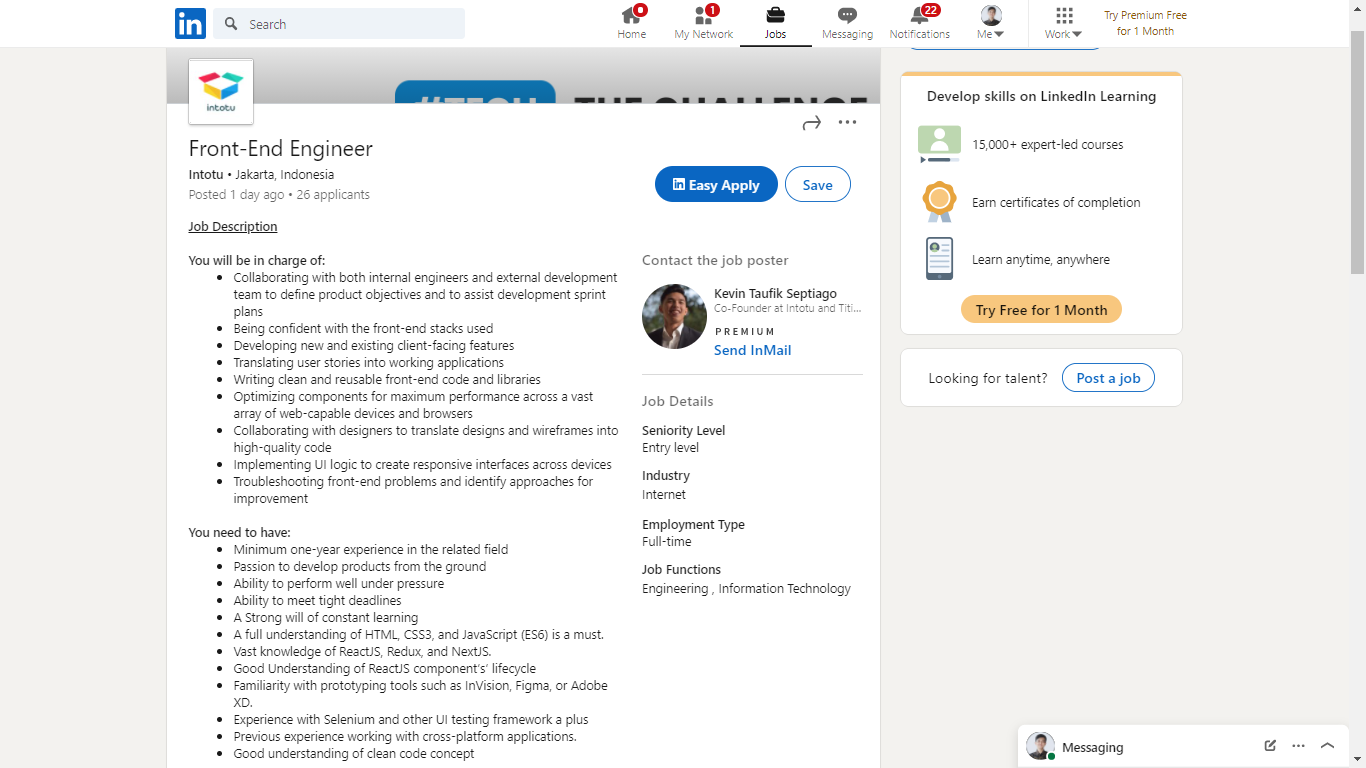 in
Search
Home
1
My Network
Jobs
Messaging
22
Notifications
Me
Work
Try Premium Free
for 1 Month
intotu
#TECH THE CHALLENGE
Front-End Engineer
Intotu • Jakarta, Indonesia
Posted 1 day ago • 26 applicants
in Easy Apply
Save
Job Description
You will be in charge of:
• Collaborating with both internal engineers and external development
team to define product objectives and to assist development sprint
plans
• Being confident with the front-end stacks used
• Developing new and existing client-facing features
• Translating user stories into working applications
• Writing clean and reusable front-end code and libraries
• Optimizing components for maximum performance across a vast
array of web-capable devices and browsers
• Collaborating with designers to translate designs and wireframes into
high-quality code
• Implementing UI logic to create responsive interfaces across devices
• Troubleshooting front-end problems and identify approaches for
improvement
You need to have:
• Minimum one-year experience in the related field
• Passion to develop products from the ground
• Ability to perform well under pressure
• Ability to meet tight deadlines
• A Strong will of constant learning
• A full understanding of HTML, CSS3, and JavaScript (ES6) is a must.
• Vast knowledge of ReactJS, Redux, and NextJS.
• Good Understanding of ReactJS component's' lifecycle
• Familiarity with prototyping tools such as InVision, Figma, or Adobe
XD.
• Experience with Selenium and other UI testing framework a plus
• Previous experience working with cross-platform applications.
• Good understanding of clean code concept
Contact the job poster
Kevin Taufik Septiago
Co-Founder at Intotu and Titi...
PREMIUM
Send InMail
Job Details
Seniority Level
Entry level
Industry
Internet
Employment Type
Full-time
Job Functions
Engineering , Information Technology
Develop skills on LinkedIn Learning
15,000+ expert-led courses
Earn certificates of completion
Learn anytime, anywhere
Try Free for 1 Month
Looking for talent?
Post a job
Messaging